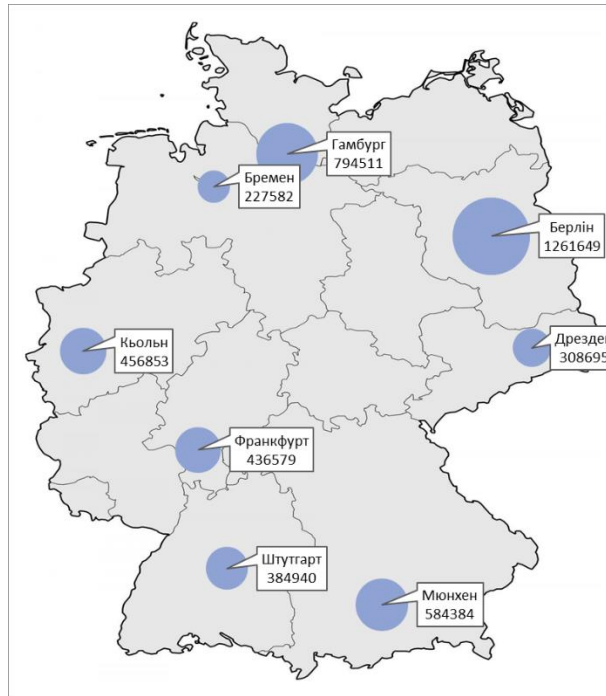 Гамбург
794511
Бремен
227582
Берлін
1261649
Дрезден
308695
Кьольн
456853
Франкфурт
436579
Штутгарт
384940
Мюнхен
584384